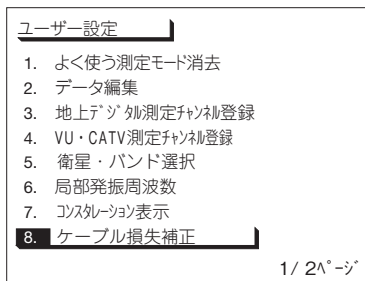 ユーザー設定
1. よく使う測定モード消去
2. データ編集
3. 地上ﾃﾞｼﾞﾀﾙ測定ﾁｬﾝﾈﾙ登録
4. VU・CATV測定ﾁｬﾝﾈﾙ登録
5. 衛星・バンド選択
6. 局部発振周波数
7. ｺﾝｽﾀﾚｰｼｮﾝ表示
8. ケーブル損失補正
1/ 2ﾍﾟｰｼﾞ